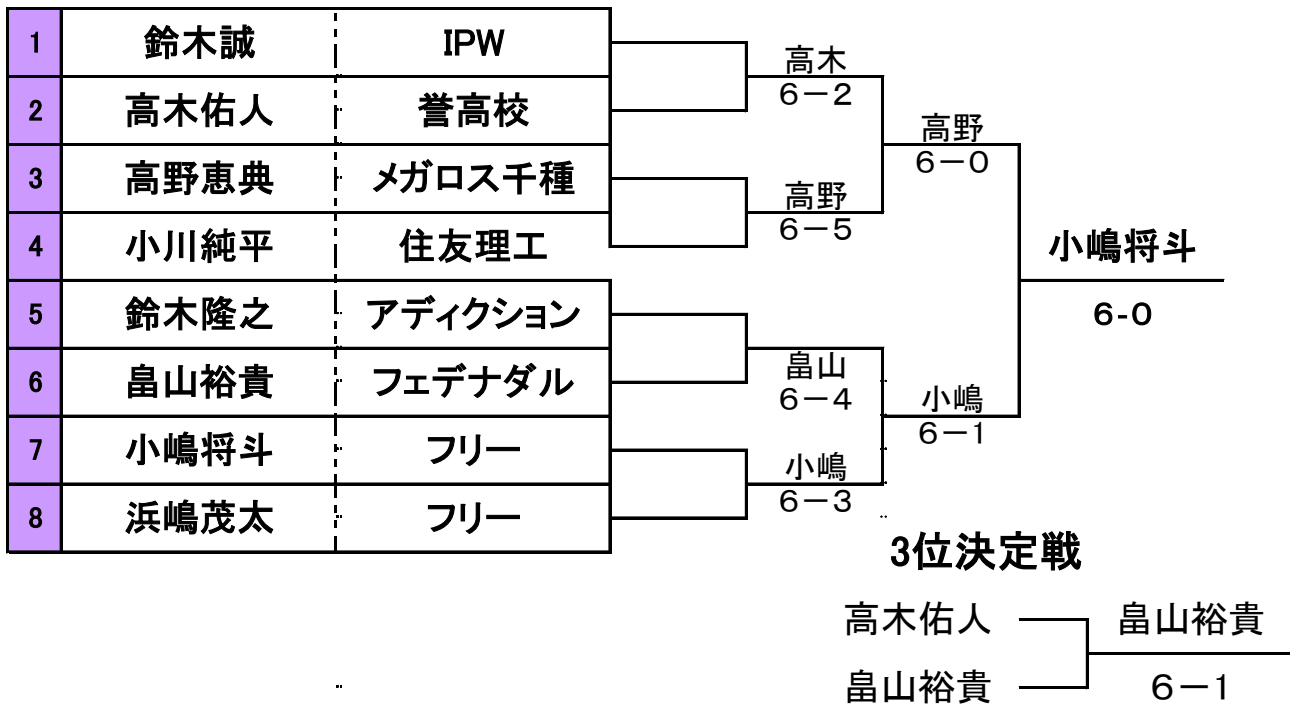 1 鈴木誠 IPW
高木
6－2
2 高木佑人 誉高校
高野
6－0
3 高野恵典 メガロス千種
高野
6－5
4 小川純平 住友理工
小嶋将斗
6-0
5 鈴木隆之 アディクション
6 畠山裕貴 フェデナダル
畠山
6－4
小嶋
6－1
7 小嶋将斗 フリー
小嶋
6－3
8 浜嶋茂太 フリー
3位決定戦
高木佑人 畠山裕貴
畠山裕貴 6－1